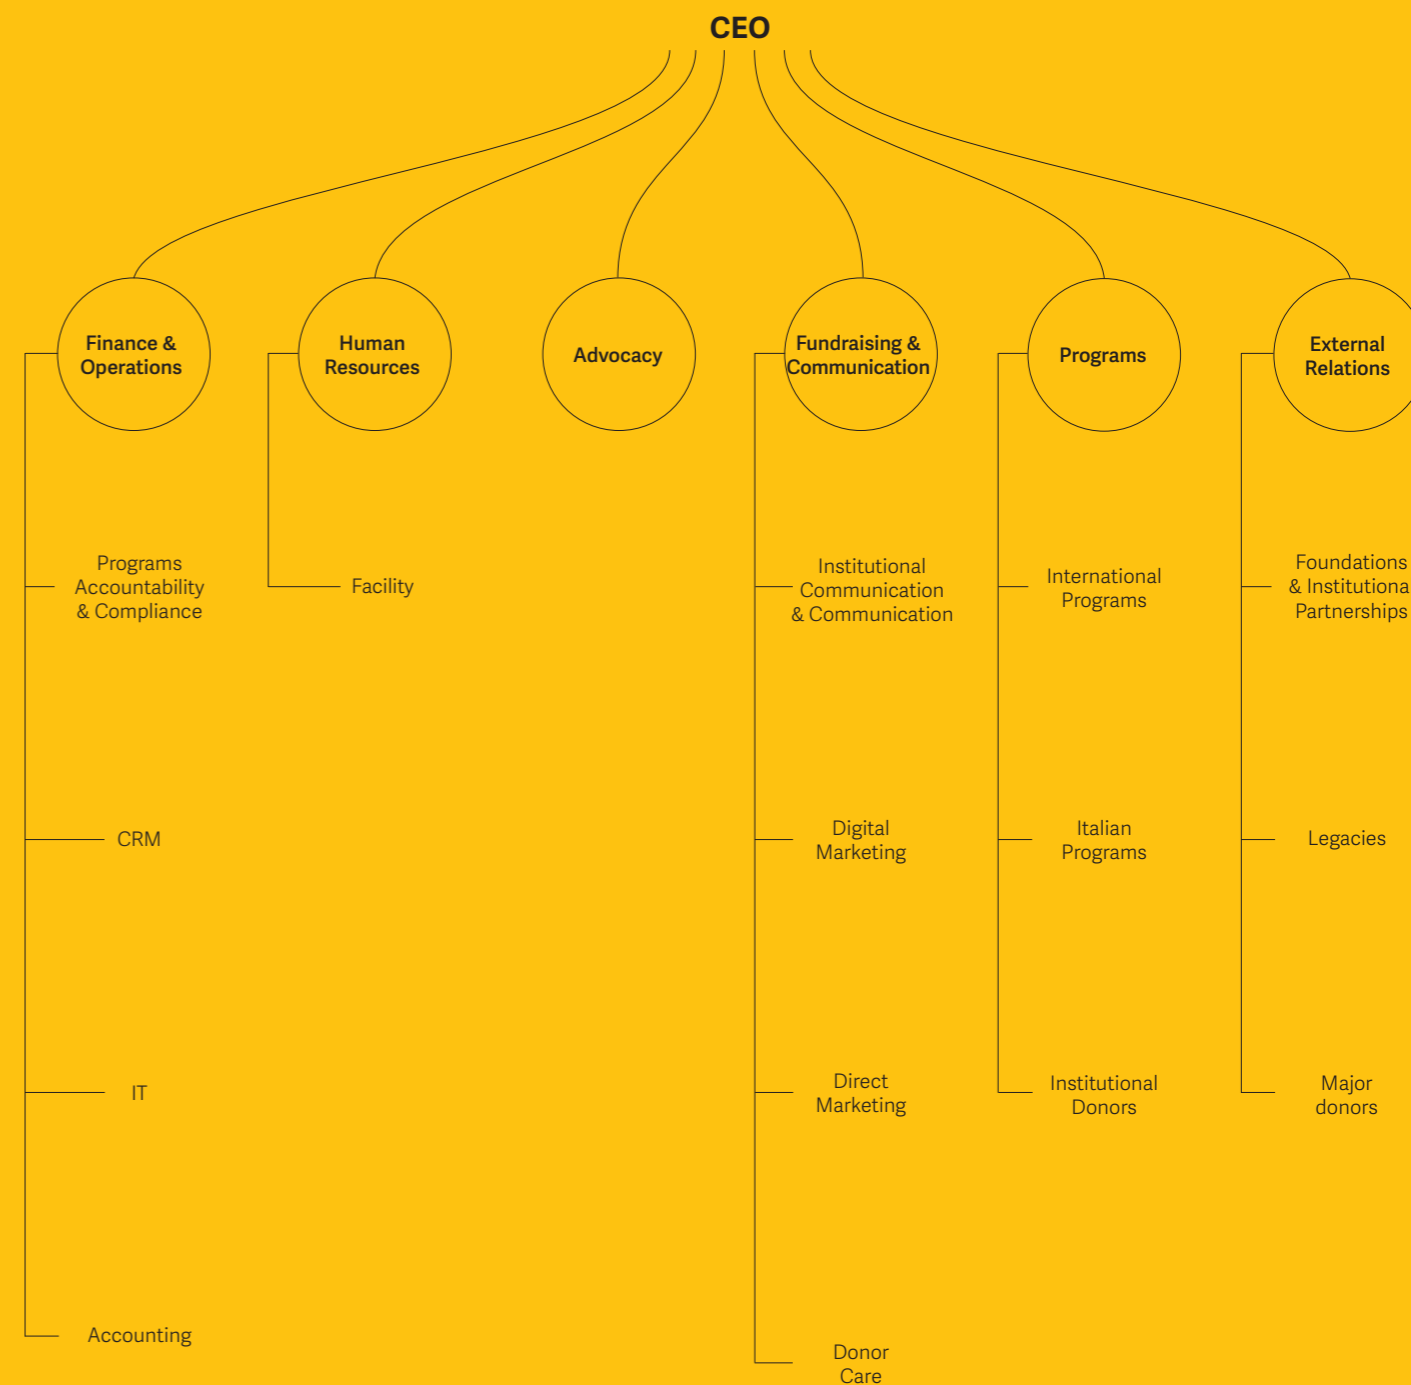 CEO
Finance &
Operations
Human
Resources
Advocacy
Fundraising &
Communication
Programs
External
Relations
Programs
Accountability
& Compliance
Facility
Institutional
Communication
& Communication
International
Programs
Foundations
& Institutiona
Partnerships
CRM
Digital
Marketing
Italian
Programs
Legacies
IT
Direct
Marketing
Institutional
Donors
Major
donors
Accounting
Donor
Care